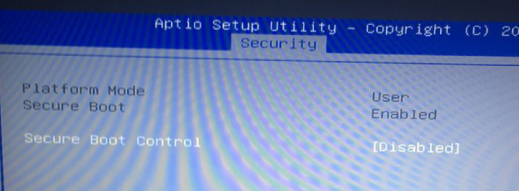 Aptio Setup Utility - Copyright (C) 20
Security
Platform Mode User
Secure Boot Enabled
Secure Boot Control [Disabled]